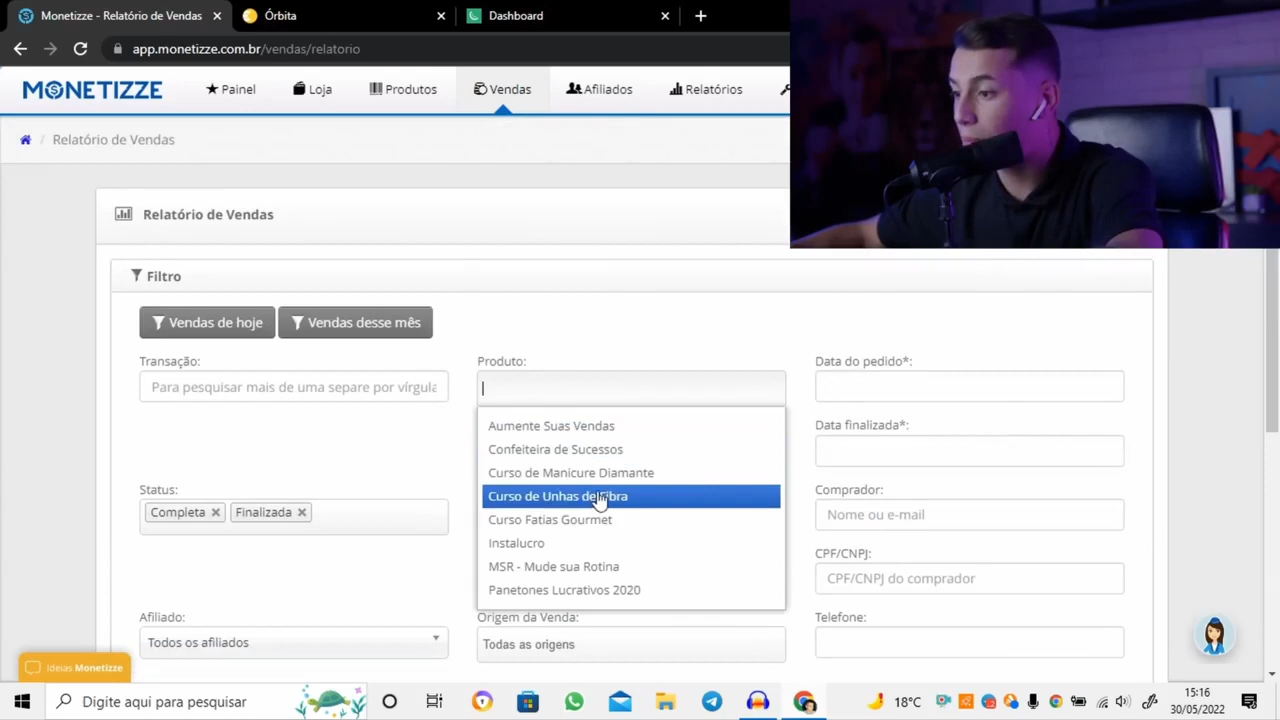 Monetizze - Relatório de Vendas
Órbita
Dashboard
app.monetizze.com.br/vendas/relatorio
MONETIZZE
Painel
Loja
Produtos
Vendas
Afiliados
Relatórios
/ Relatório de Vendas
Relatório de Vendas
Filtro
Vendas de hoje
Vendas desse mês
Transação:
Para pesquisar mais de uma separe por vírgula
Produto:
Data do pedido*:
Aumente Suas Vendas
Confeiteira de Sucessos
Curso de Manicure Diamante
Curso de Unhas de Fibra
Curso Fatias Gourmet
Instalucro
MSR - Mude sua Rotina
Panetones Lucrativos 2020
Data finalizada*:
Status:
Completa
Finalizada
Comprador:
Nome ou e-mail
CPF/CNPJ:
CPF/CNPJ do comprador
Afiliado:
Todos os afiliados
Origem da Venda:
Todas as origens
Telefone:
Ideias Monetizze
Digite aqui para pesquisar
18°C
15:16
30/05/2022